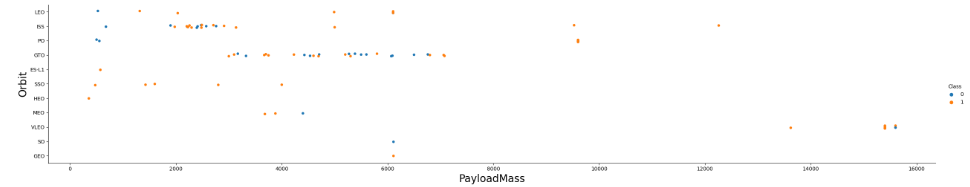 LEO
ISS
PO
GTO
ES-L1
SSO
HEO
MEO
VLEO
SO
GEO
Orbit
0 2000 4000 6000 8000 10000 12000 14000 16000
PayloadMass
Class
0
1